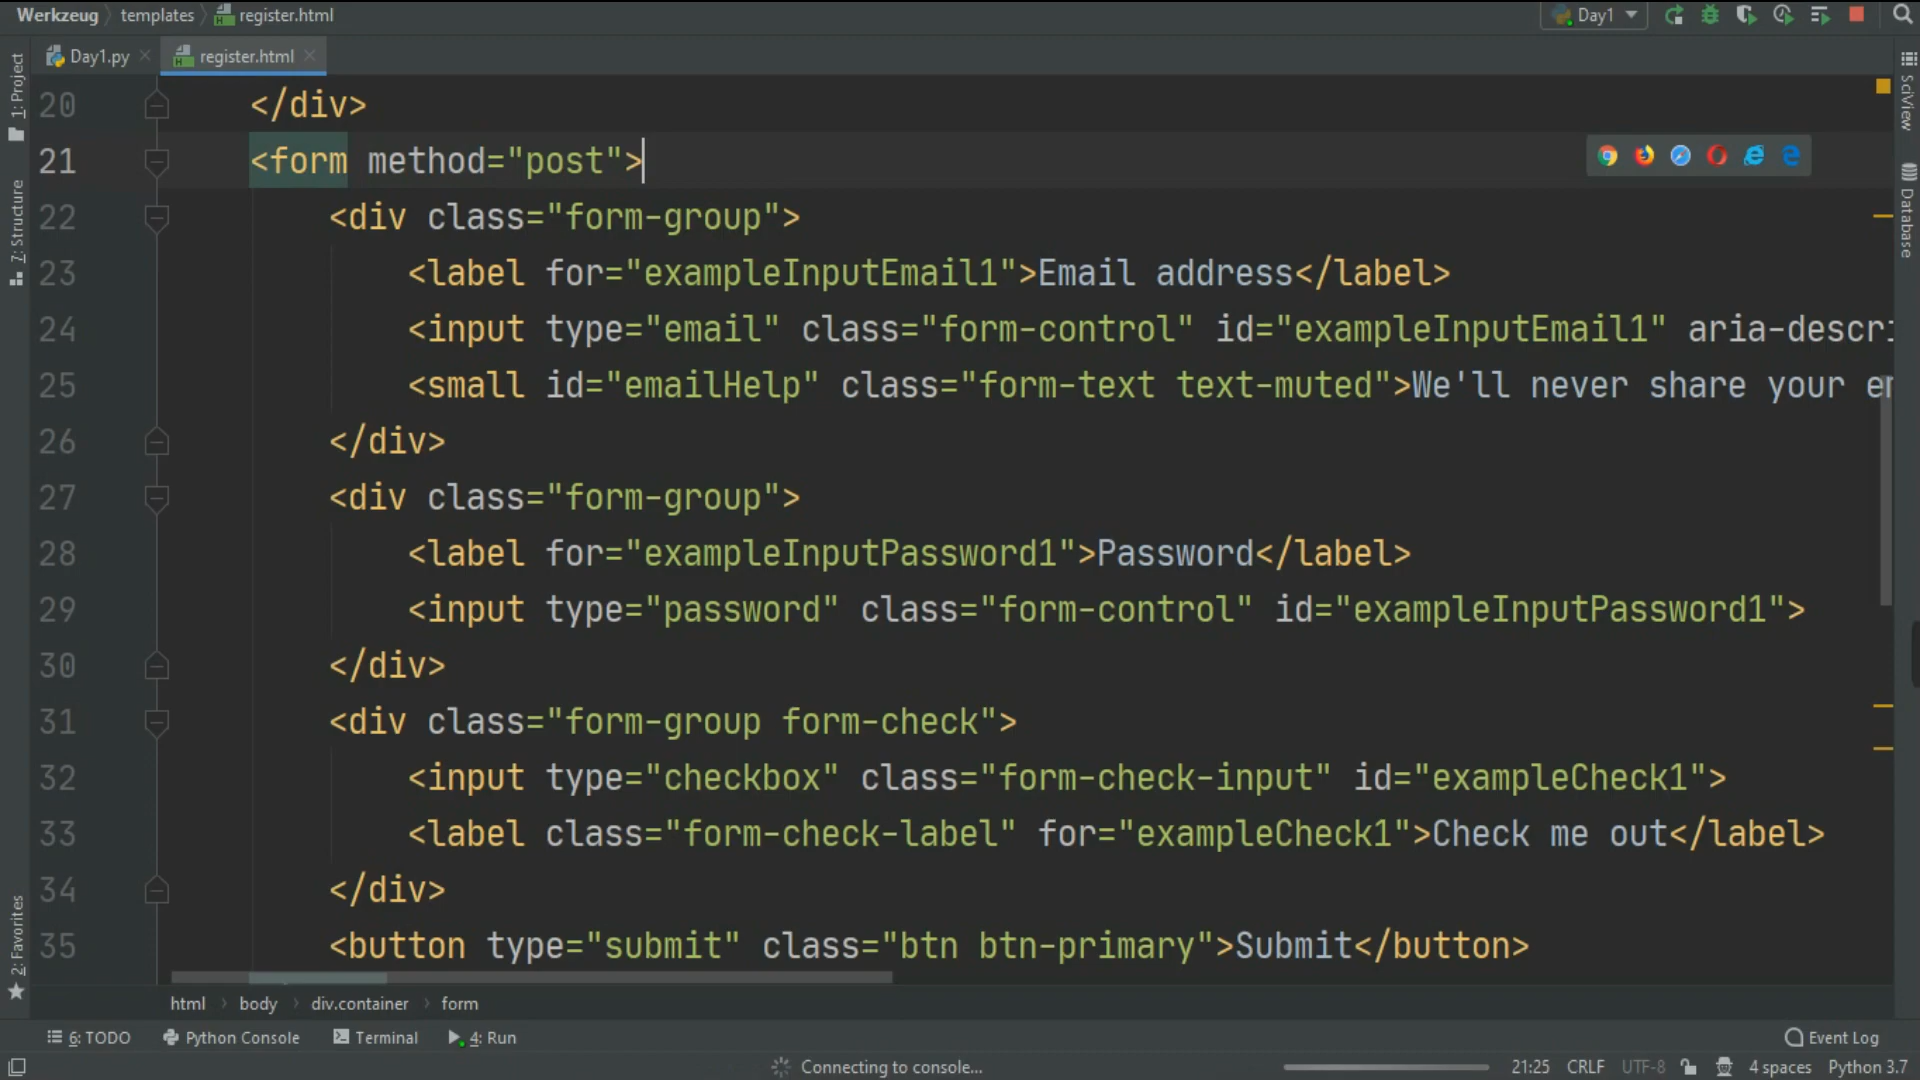 Werkzeug templates register.html Day1
Day1.py register.html
20 </div>
21 <form method="post">
22 <div class="form-group">
23 <label for="exampleInputEmail1">Email address</label>
24 <input type="email" class="form-control" id="exampleInputEmail1" aria-descri
25 <small id="emailHelp" class="form-text text-muted">We'll never share your em
26 </div>
27 <div class="form-group">
28 <label for="exampleInputPassword1">Password</label>
29 <input type="password" class="form-control" id="exampleInputPassword1">
30 </div>
31 <div class="form-group form-check">
32 <input type="checkbox" class="form-check-input" id="exampleCheck1">
33 <label class="form-check-label" for="exampleCheck1">Check me out</label>
34 </div>
35 <button type="submit" class="btn btn-primary">Submit</button>
1: Project
7: Structure
2: Favorites
SciView
Database
html body div.container form
6: TODO Python Console Terminal 4: Run Event Log
Connecting to console... 21:25 CRLF UTF-8 4 spaces Python 3.7